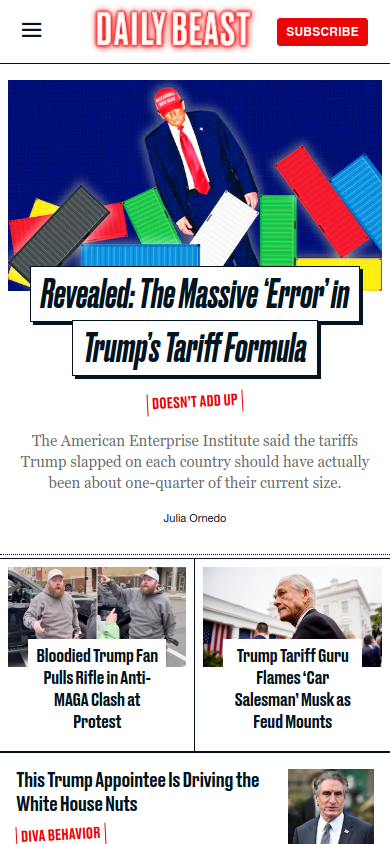 DAILY BEAST
SUBSCRIBE
Revealed: The Massive ‘Error’ in
Trump’s Tariff Formula
DOESN’T ADD UP
The American Enterprise Institute said the tariffs
Trump slapped on each country should have actually
been about one-quarter of their current size.
Julia Ornedo
Bloodied Trump Fan
Pulls Rifle in Anti-
MAGA Clash at
Protest
Trump Tariff Guru
Flames ‘Car
Salesman’ Musk as
Feud Mounts
This Trump Appointee Is Driving the
White House Nuts
DIVA BEHAVIOR